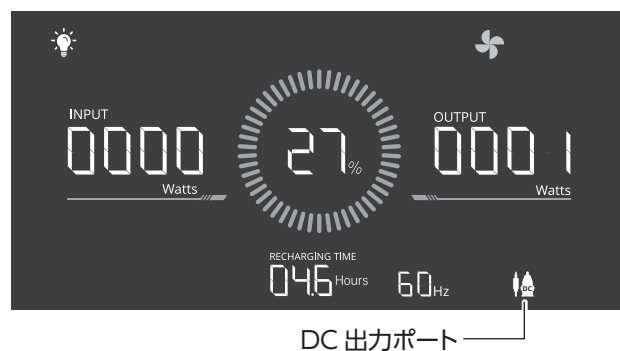 INPUT
0000
Watts
27%
OUTPUT
0001
Watts
RECHARGING TIME
04.6 Hours
60Hz
DC
DC 出力ポート